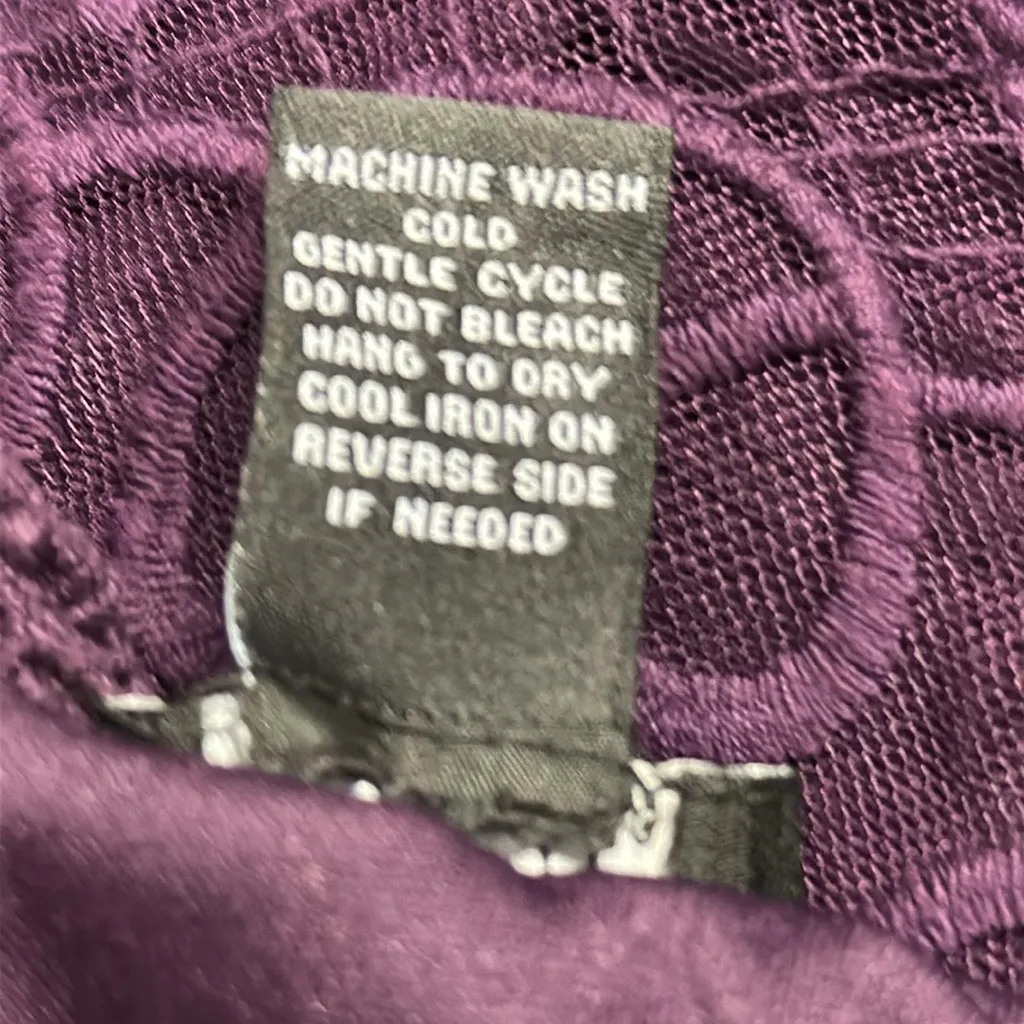 MACHINE WASH
COLD
GENTLE CYCLE
DO NOT BLEACH
HANG TO DRY
COOL IRON ON
REVERSE SIDE
IF NEEDED